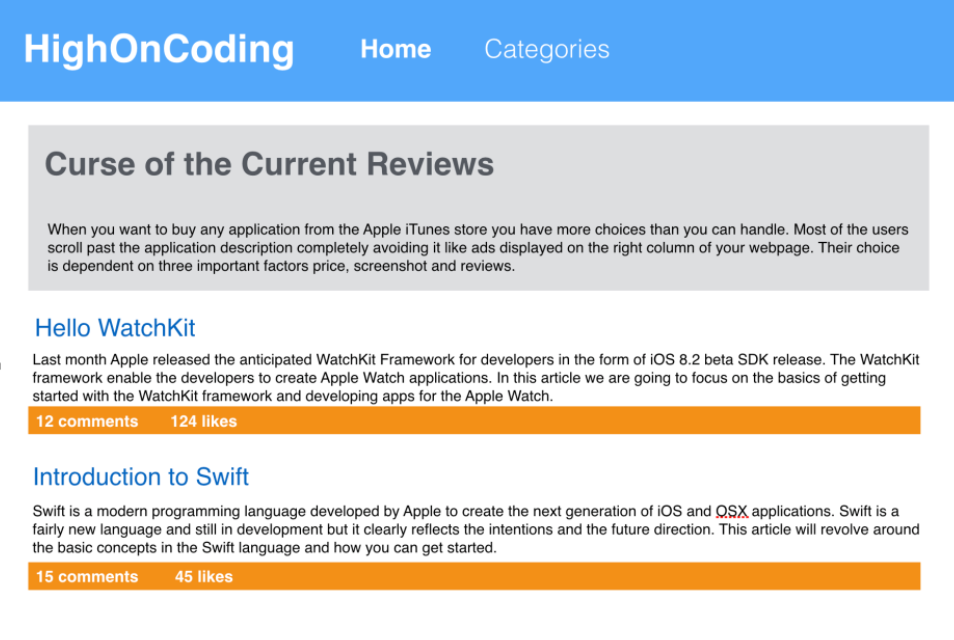 HighOnCoding Home Categories
Curse of the Current Reviews
When you want to buy any application from the Apple iTunes store you have more choices than you can handle. Most of the users
scroll past the application description completely avoiding it like ads displayed on the right column of your webpage. Their choice
is dependent on three important factors price, screenshot and reviews.
Hello WatchKit
Last month Apple released the anticipated WatchKit Framework for developers in the form of iOS 8.2 beta SDK release. The WatchKit
framework enable the developers to create Apple Watch applications. In this article we are going to focus on the basics of getting
started with the WatchKit framework and developing apps for the Apple Watch.
12 comments 124 likes
Introduction to Swift
Swift is a modern programming language developed by Apple to create the next generation of iOS and OSX applications. Swift is a
fairly new language and still in development but it clearly reflects the intentions and the future direction. This article will revolve around
the basic concepts in the Swift language and how you can get started.
15 comments 45 likes